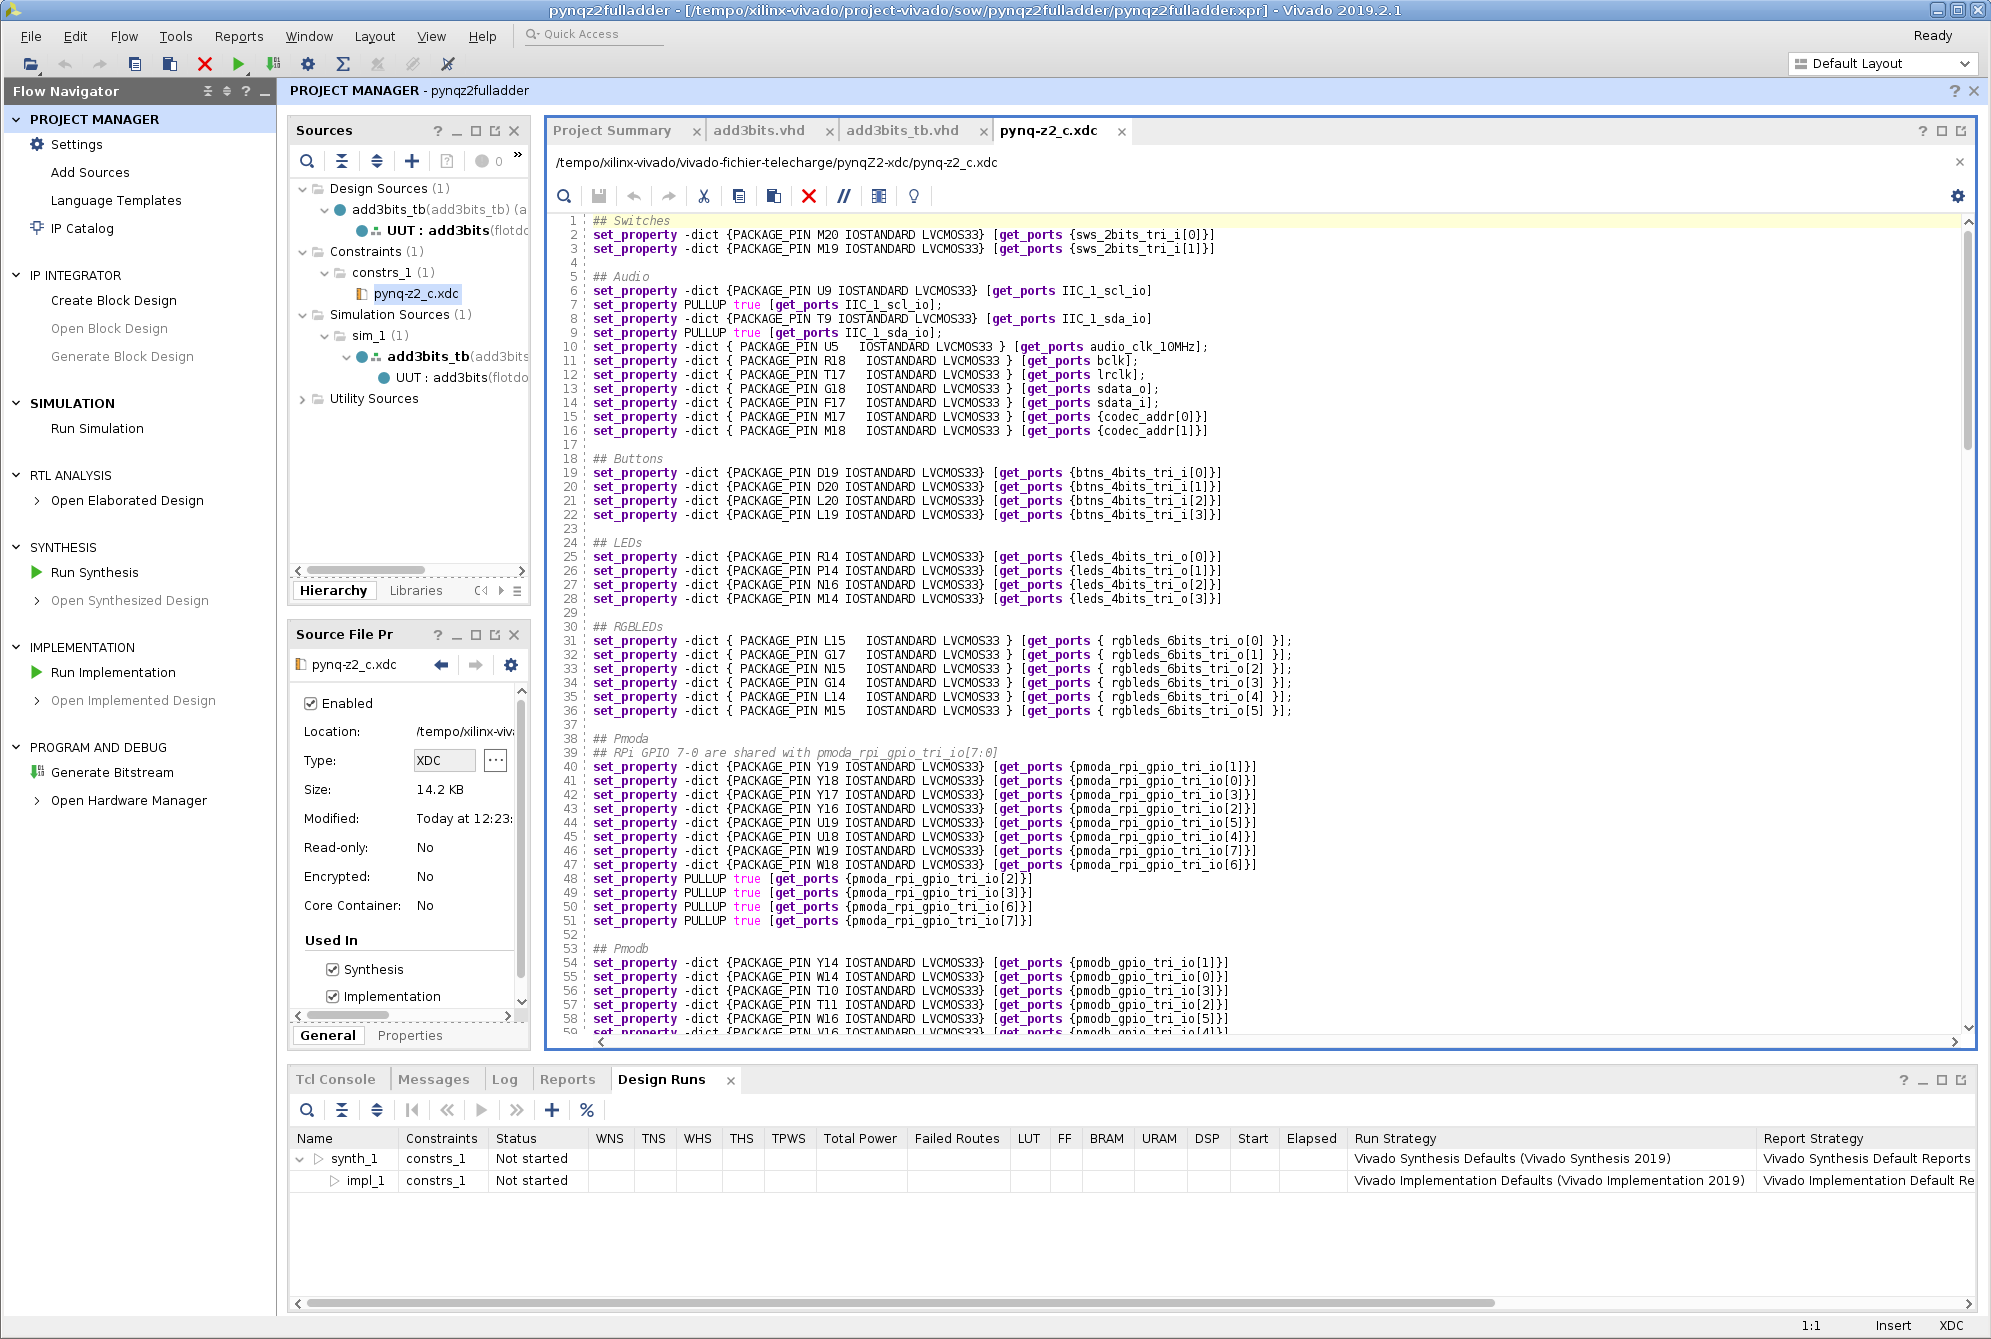 pynqz2fulladder - [/tempo/xilinx-vivado/project-vivado/sow/pynqz2fulladder/pynqz2fulladder.xpr] - Vivado 2019.2.1
File Edit Flow Tools Reports Window Layout View Help Quick Access Ready
Default Layout
Flow Navigator
PROJECT MANAGER
Settings
Add Sources
Language Templates
IP Catalog
IP INTEGRATOR
Create Block Design
Open Block Design
Generate Block Design
SIMULATION
Run Simulation
RTL ANALYSIS
Open Elaborated Design
SYNTHESIS
Run Synthesis
Open Synthesized Design
IMPLEMENTATION
Run Implementation
Open Implemented Design
PROGRAM AND DEBUG
Generate Bitstream
Open Hardware Manager
PROJECT MANAGER - pynqz2fulladder
Sources
0
Design Sources (1)
add3bits_tb(add3bits_tb) (a
UUT : add3bits(flotdo
Constraints (1)
constrs_1 (1)
pynq-z2_c.xdc
Simulation Sources (1)
sim_1 (1)
add3bits_tb(add3bits
UUT : add3bits(flotdo
Utility Sources
Hierarchy Libraries C
Source File Pr
pynq-z2_c.xdc
Enabled
Location: /tempo/xilinx-viv
Type: XDC
Size: 14.2 KB
Modified: Today at 12:23:
Read-only: No
Encrypted: No
Core Container: No
Used In
Synthesis
Implementation
General Properties
Project Summary add3bits.vhd add3bits_tb.vhd pynq-z2_c.xdc
/tempo/xilinx-vivado/vivado-fichier-telecharge/pynqZ2-xdc/pynq-z2_c.xdc
1 ## Switches
2 set_property -dict {PACKAGE_PIN M20 IOSTANDARD LVCMOS33} [get_ports {sws_2bits_tri_i[0]}]
3 set_property -dict {PACKAGE_PIN M19 IOSTANDARD LVCMOS33} [get_ports {sws_2bits_tri_i[1]}]
4
5 ## Audio
6 set_property -dict {PACKAGE_PIN U9 IOSTANDARD LVCMOS33} [get_ports IIC_1_scl_io]
7 set_property PULLUP true [get_ports IIC_1_scl_io];
8 set_property -dict {PACKAGE_PIN T9 IOSTANDARD LVCMOS33} [get_ports IIC_1_sda_io]
9 set_property PULLUP true [get_ports IIC_1_sda_io];
10 set_property -dict { PACKAGE_PIN U5   IOSTANDARD LVCMOS33 } [get_ports audio_clk_10MHz];
11 set_property -dict { PACKAGE_PIN R18   IOSTANDARD LVCMOS33 } [get_ports bclk];
12 set_property -dict { PACKAGE_PIN T17   IOSTANDARD LVCMOS33 } [get_ports lrclk];
13 set_property -dict { PACKAGE_PIN G18   IOSTANDARD LVCMOS33 } [get_ports sdata_o];
14 set_property -dict { PACKAGE_PIN F17   IOSTANDARD LVCMOS33 } [get_ports sdata_i];
15 set_property -dict { PACKAGE_PIN M17   IOSTANDARD LVCMOS33 } [get_ports {codec_addr[0]}]
16 set_property -dict { PACKAGE_PIN M18   IOSTANDARD LVCMOS33 } [get_ports {codec_addr[1]}]
17
18 ## Buttons
19 set_property -dict {PACKAGE_PIN D19 IOSTANDARD LVCMOS33} [get_ports {btns_4bits_tri_i[0]}]
20 set_property -dict {PACKAGE_PIN D20 IOSTANDARD LVCMOS33} [get_ports {btns_4bits_tri_i[1]}]
21 set_property -dict {PACKAGE_PIN L20 IOSTANDARD LVCMOS33} [get_ports {btns_4bits_tri_i[2]}]
22 set_property -dict {PACKAGE_PIN L19 IOSTANDARD LVCMOS33} [get_ports {btns_4bits_tri_i[3]}]
23
24 ## LEDs
25 set_property -dict {PACKAGE_PIN R14 IOSTANDARD LVCMOS33} [get_ports {leds_4bits_tri_o[0]}]
26 set_property -dict {PACKAGE_PIN P14 IOSTANDARD LVCMOS33} [get_ports {leds_4bits_tri_o[1]}]
27 set_property -dict {PACKAGE_PIN N16 IOSTANDARD LVCMOS33} [get_ports {leds_4bits_tri_o[2]}]
28 set_property -dict {PACKAGE_PIN M14 IOSTANDARD LVCMOS33} [get_ports {leds_4bits_tri_o[3]}]
29
30 ## RGBLEDs
31 set_property -dict { PACKAGE_PIN L15   IOSTANDARD LVCMOS33 } [get_ports { rgbleds_6bits_tri_o[0] }];
32 set_property -dict { PACKAGE_PIN G17   IOSTANDARD LVCMOS33 } [get_ports { rgbleds_6bits_tri_o[1] }];
33 set_property -dict { PACKAGE_PIN N15   IOSTANDARD LVCMOS33 } [get_ports { rgbleds_6bits_tri_o[2] }];
34 set_property -dict { PACKAGE_PIN G14   IOSTANDARD LVCMOS33 } [get_ports { rgbleds_6bits_tri_o[3] }];
35 set_property -dict { PACKAGE_PIN L14   IOSTANDARD LVCMOS33 } [get_ports { rgbleds_6bits_tri_o[4] }];
36 set_property -dict { PACKAGE_PIN M15   IOSTANDARD LVCMOS33 } [get_ports { rgbleds_6bits_tri_o[5] }];
37
38 ## Pmoda
39 ## RPi GPIO 7-0 are shared with pmoda_rpi_gpio_tri_io[7:0]
40 set_property -dict {PACKAGE_PIN Y19 IOSTANDARD LVCMOS33} [get_ports {pmoda_rpi_gpio_tri_io[1]}]
41 set_property -dict {PACKAGE_PIN Y18 IOSTANDARD LVCMOS33} [get_ports {pmoda_rpi_gpio_tri_io[0]}]
42 set_property -dict {PACKAGE_PIN Y17 IOSTANDARD LVCMOS33} [get_ports {pmoda_rpi_gpio_tri_io[3]}]
43 set_property -dict {PACKAGE_PIN Y16 IOSTANDARD LVCMOS33} [get_ports {pmoda_rpi_gpio_tri_io[2]}]
44 set_property -dict {PACKAGE_PIN U19 IOSTANDARD LVCMOS33} [get_ports {pmoda_rpi_gpio_tri_io[5]}]
45 set_property -dict {PACKAGE_PIN U18 IOSTANDARD LVCMOS33} [get_ports {pmoda_rpi_gpio_tri_io[4]}]
46 set_property -dict {PACKAGE_PIN W19 IOSTANDARD LVCMOS33} [get_ports {pmoda_rpi_gpio_tri_io[7]}]
47 set_property -dict {PACKAGE_PIN W18 IOSTANDARD LVCMOS33} [get_ports {pmoda_rpi_gpio_tri_io[6]}]
48 set_property PULLUP true [get_ports {pmoda_rpi_gpio_tri_io[2]}]
49 set_property PULLUP true [get_ports {pmoda_rpi_gpio_tri_io[3]}]
50 set_property PULLUP true [get_ports {pmoda_rpi_gpio_tri_io[6]}]
51 set_property PULLUP true [get_ports {pmoda_rpi_gpio_tri_io[7]}]
52
53 ## Pmodb
54 set_property -dict {PACKAGE_PIN Y14 IOSTANDARD LVCMOS33} [get_ports {pmodb_gpio_tri_io[1]}]
55 set_property -dict {PACKAGE_PIN W14 IOSTANDARD LVCMOS33} [get_ports {pmodb_gpio_tri_io[0]}]
56 set_property -dict {PACKAGE_PIN T10 IOSTANDARD LVCMOS33} [get_ports {pmodb_gpio_tri_io[3]}]
57 set_property -dict {PACKAGE_PIN T11 IOSTANDARD LVCMOS33} [get_ports {pmodb_gpio_tri_io[2]}]
58 set_property -dict {PACKAGE_PIN W16 IOSTANDARD LVCMOS33} [get_ports {pmodb_gpio_tri_io[5]}]
59 set_property -dict {PACKAGE_PIN V16 IOSTANDARD LVCMOS33} [get_ports {pmodb_gpio_tri_io[4]}]
Tcl Console Messages Log Reports Design Runs
Name Constraints Status WNS TNS WHS THS TPWS Total Power Failed Routes LUT FF BRAM URAM DSP Start Elapsed Run Strategy Report Strategy
synth_1 constrs_1 Not started Vivado Synthesis Defaults (Vivado Synthesis 2019) Vivado Synthesis Default Reports
impl_1 constrs_1 Not started Vivado Implementation Defaults (Vivado Implementation 2019) Vivado Implementation Default Re
1:1 Insert XDC